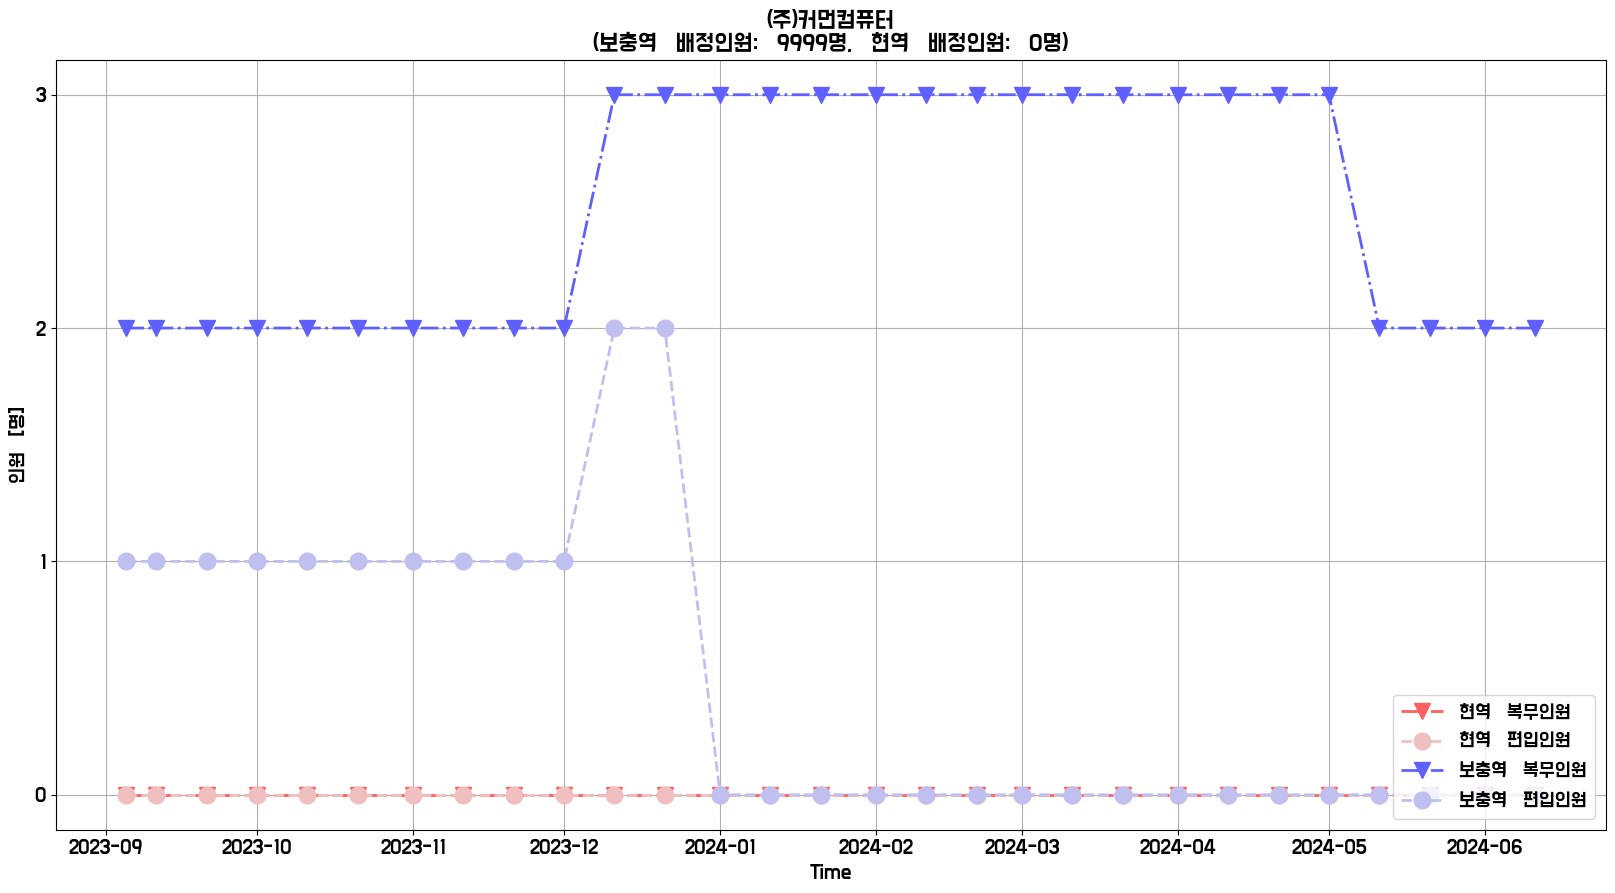 (주)커먼컴퓨터
(보충역 배정인원: 9999명, 현역 배정인원: 0명)
인원 [명]
3
2
1
0
현역 복무인원
현역 편입인원
보충역 복무인원
보충역 편입인원
2023-09 2023-10 2023-11 2023-12 2024-01 2024-02 2024-03 2024-04 2024-05 2024-06
Time